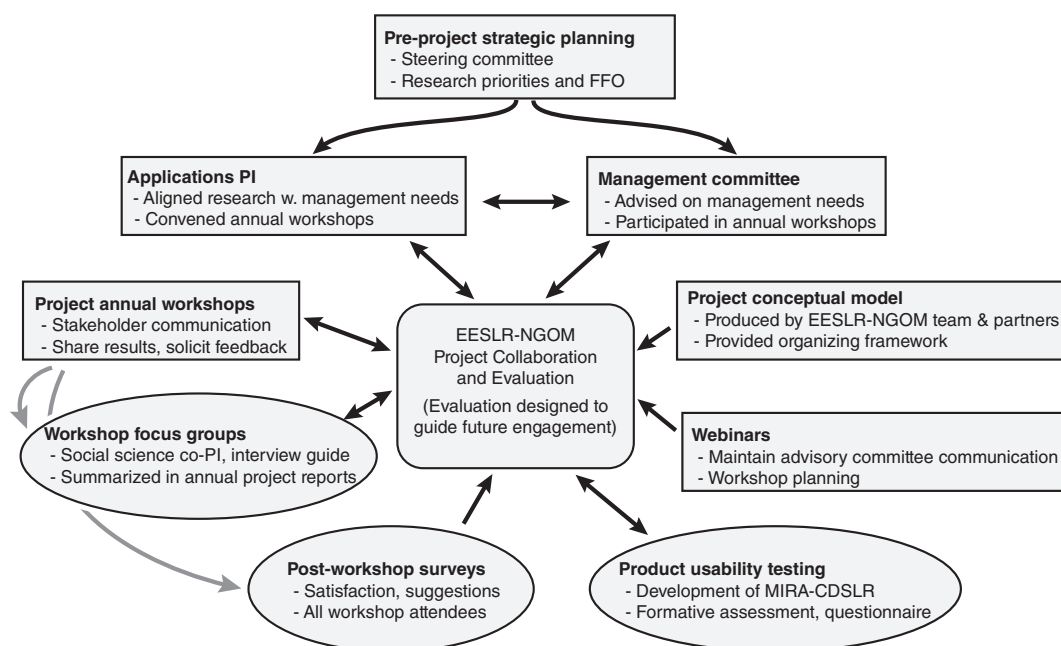 Pre-project strategic planning
- Steering committee
- Research priorities and FFO
Applications PI
- Aligned research w. management needs
- Convened annual workshops
Management committee
- Advised on management needs
- Participated in annual workshops
Project annual workshops
- Stakeholder communication
- Share results, solicit feedback
EESLR-NGOM
Project Collaboration
and Evaluation
(Evaluation designed to
guide future engagement)
Project conceptual model
- Produced by EESLR-NGOM team & partners
- Provided organizing framework
Workshop focus groups
- Social science co-PI, interview guide
- Summarized in annual project reports
Webinars
- Maintain advisory committee communication
- Workshop planning
Post-workshop surveys
- Satisfaction, suggestions
- All workshop attendees
Product usability testing
- Development of MIRA-CDSLR
- Formative assessment, questionnaire